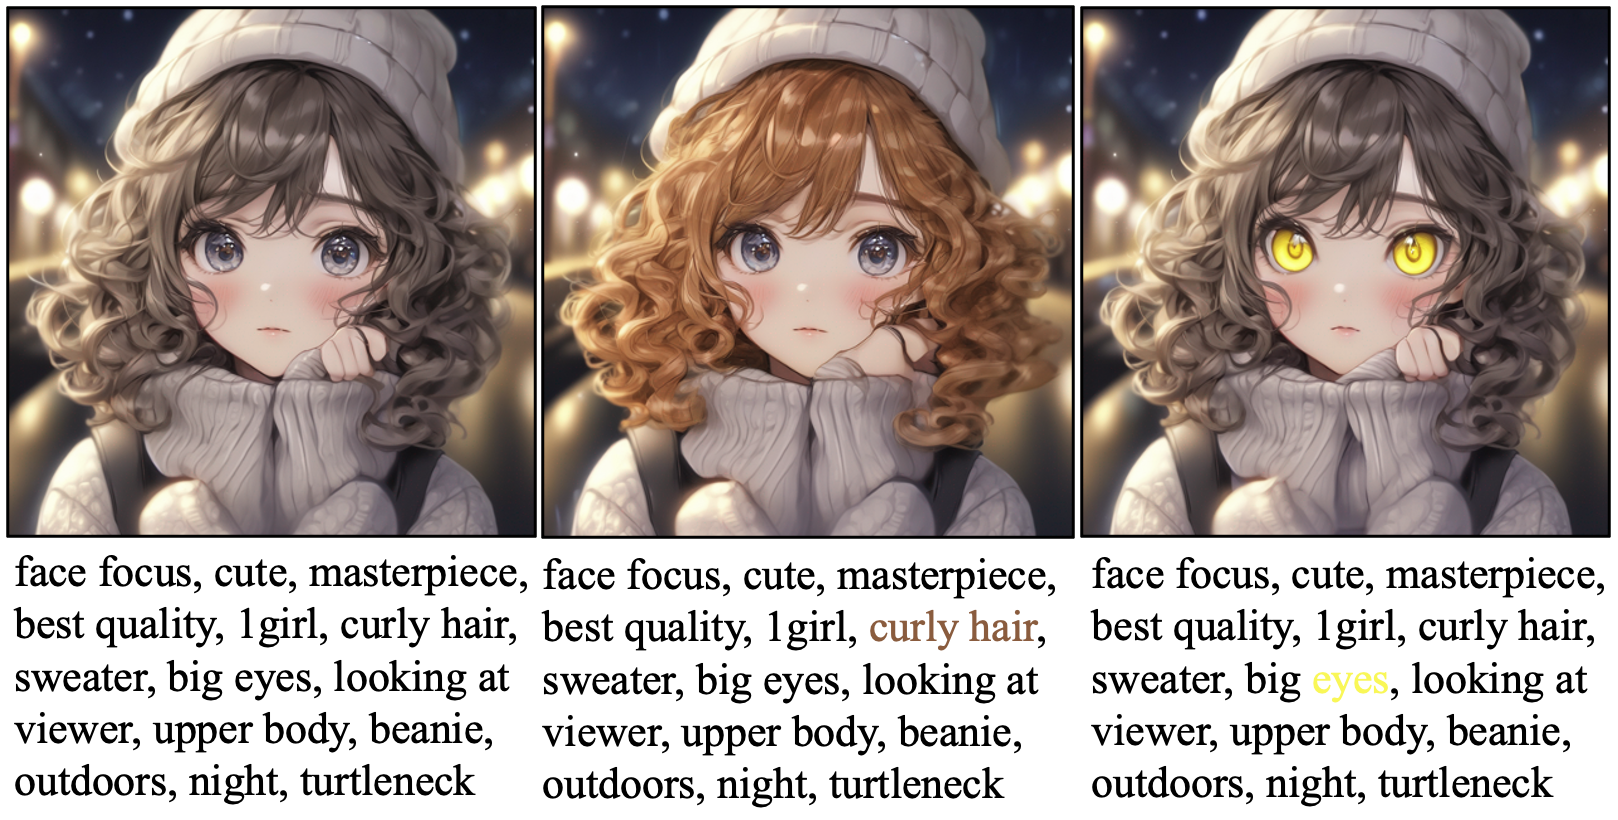 face focus, cute, masterpiece,
best quality, 1girl, curly hair,
sweater, big eyes, looking at
viewer, upper body, beanie,
outdoors, night, turtleneck
face focus, cute, masterpiece,
best quality, 1girl, curly hair,
sweater, big eyes, looking at
viewer, upper body, beanie,
outdoors, night, turtleneck
face focus, cute, masterpiece,
best quality, 1girl, curly hair,
sweater, big eyes, looking at
viewer, upper body, beanie,
outdoors, night, turtleneck